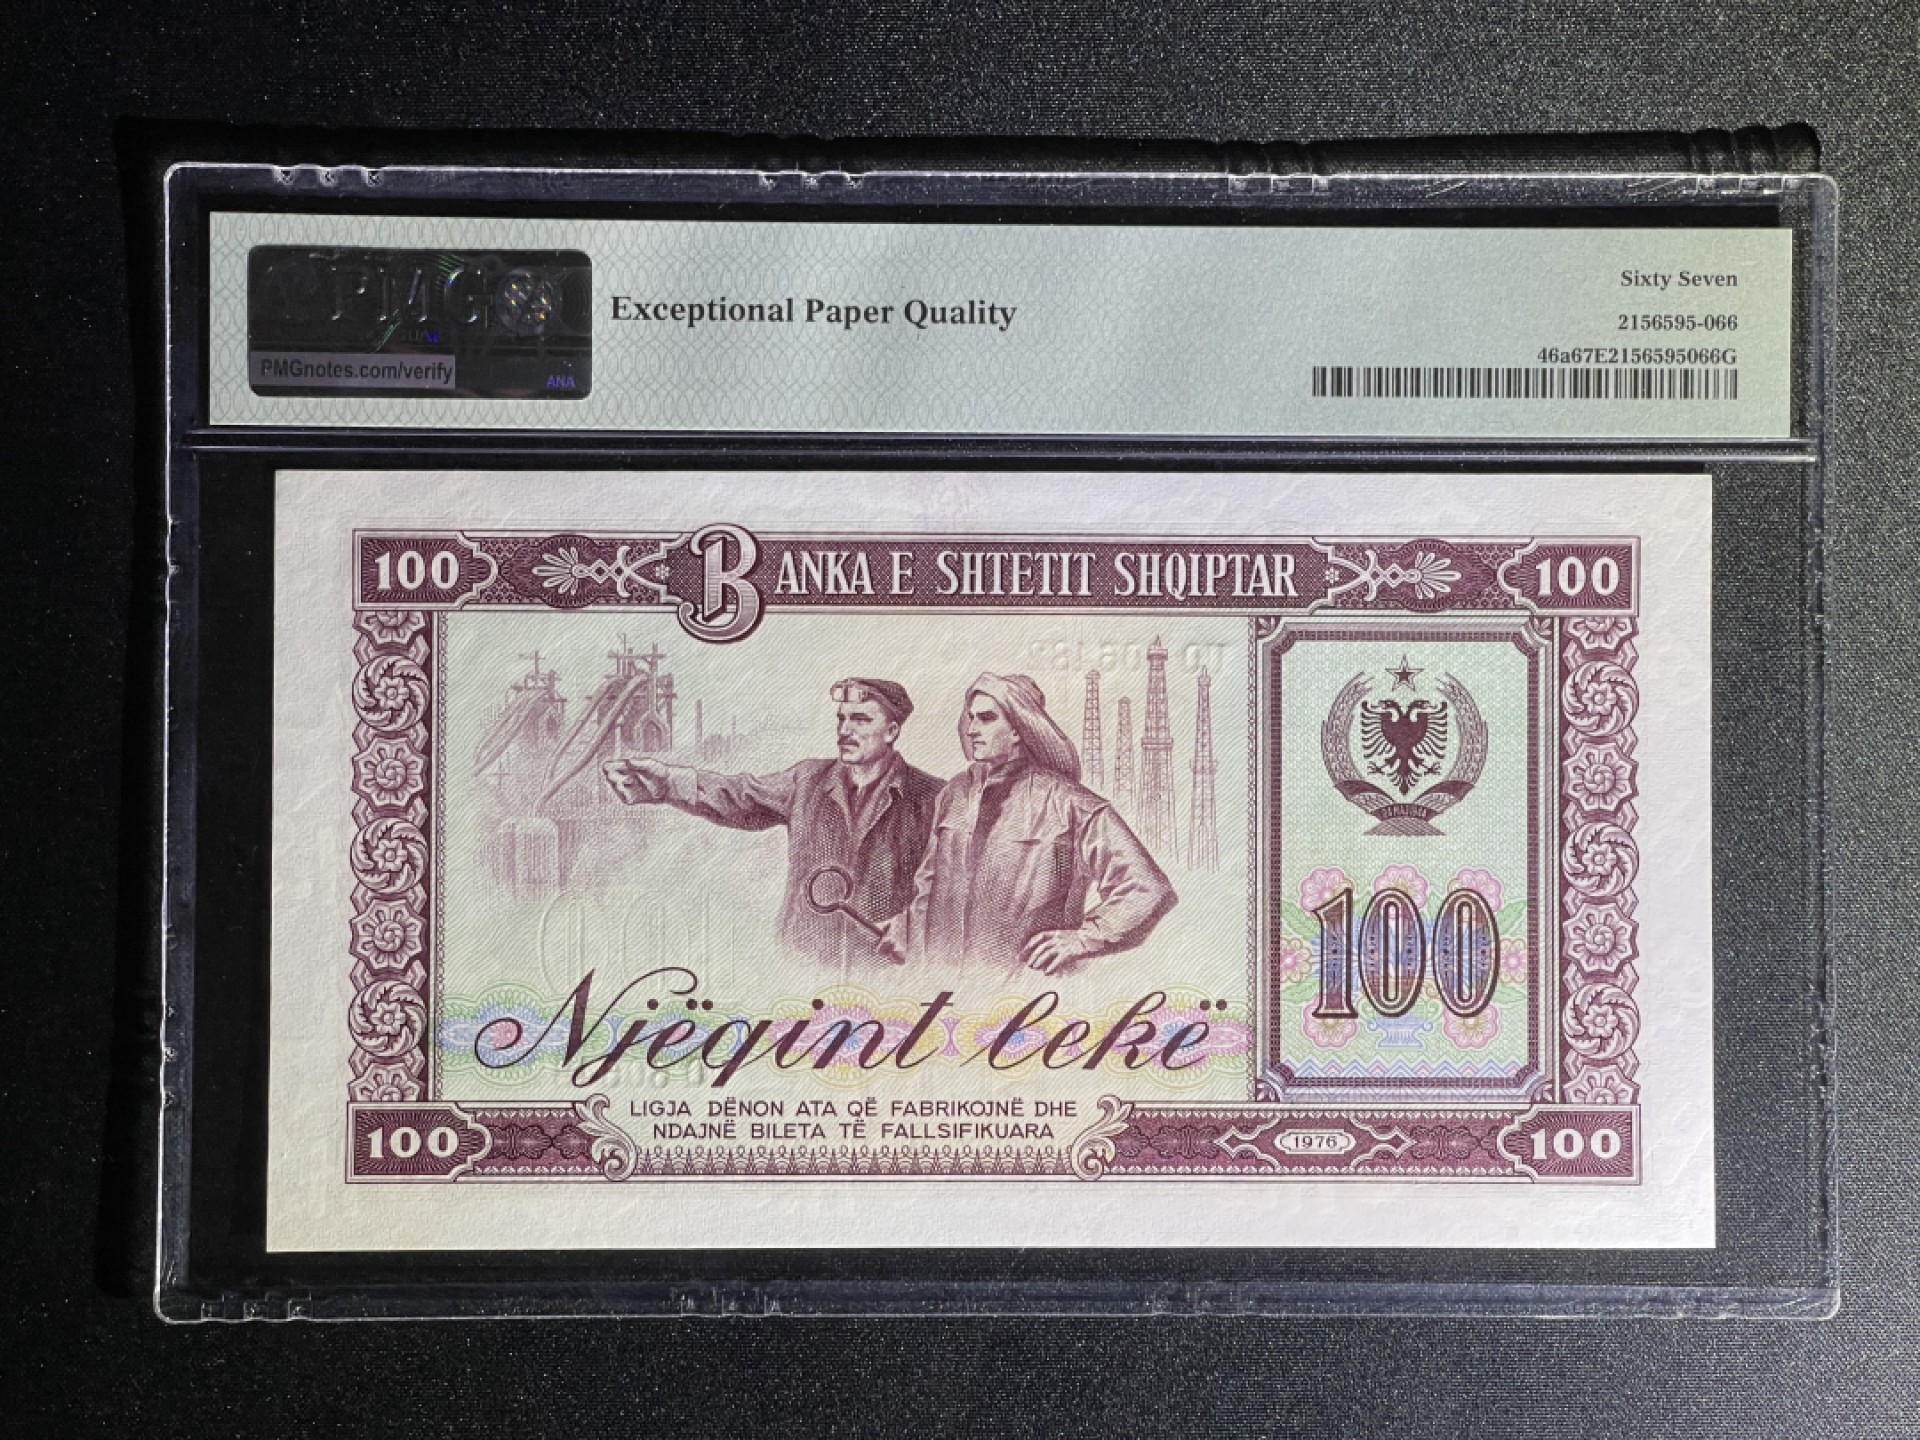 PMG
PMGnotes.com/verify
ANA
Exceptional Paper Quality
Sixty Seven
2156595-066
46a67E2156595066G
100 BANKA E SHTETIT SHQIPTAR 100
100
Njëqint lekë
LIGJA DËNON ATA QË FABRIKOJNË DHE
NDAJNË BILETA TË FALLSIFIKUARA
100 1976 100